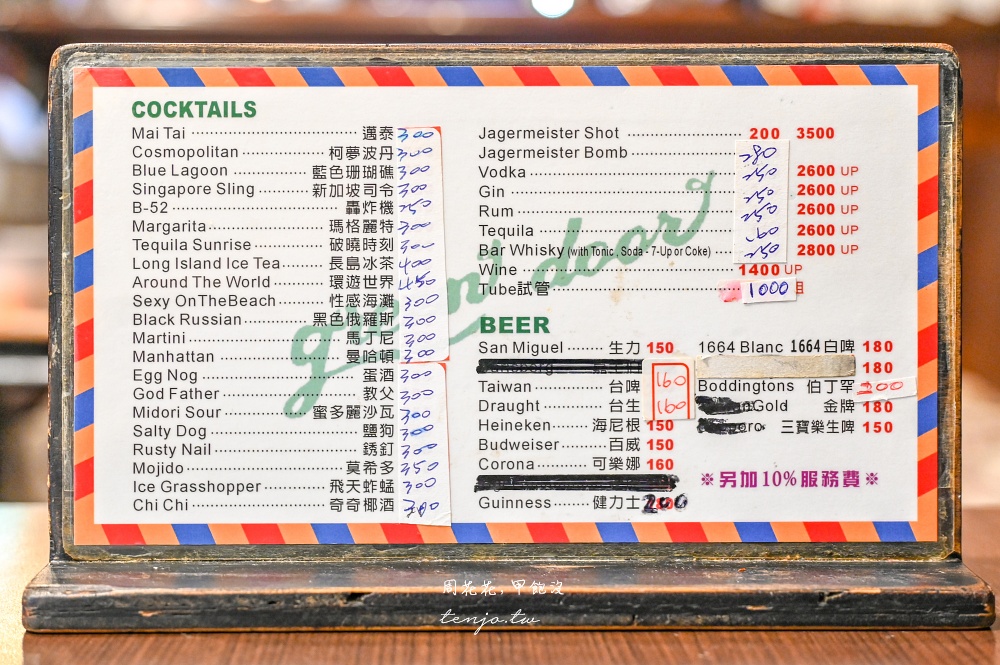 COCKTAILS
Mai Tai 邁泰 300
Cosmopolitan 柯夢波丹 300
Blue Lagoon 藍色珊瑚礁 300
Singapore Sling 新加坡司令 300
B-52 轟炸機 250
Margarita 瑪格麗特 300
Tequila Sunrise 破曉時刻 300
Long Island Ice Tea 長島冰茶 400
Around The World 環遊世界 450
Sexy OnTheBeach 性感海灘 300
Black Russian 黑色俄羅斯 300
Martini 馬丁尼 300
Manhattan 曼哈頓 300
Egg Nog 蛋酒 300
God Father 教父 300
Midori Sour 蜜多麗沙瓦 300
Salty Dog 鹽狗 300
Rusty Nail 銹釘 300
Mojido 莫希多 350
Ice Grasshopper 飛天蚱蜢 300
Chi Chi 奇奇椰酒 300
green door
Jagermeister Shot 200 3500
Jagermeister Bomb 280
Vodka 250 2600 UP
Gin 250 2600 UP
Rum 250 2600 UP
Tequila 260 2600 UP
Bar Whisky (with Tonic , Soda - 7-Up or Coke) 250 2800 UP
Wine 1400 UP
Tube試管 1000 組
BEER
San Miguel 生力 150
Taiwan 台啤 160
Draught 台生 160
Heineken 海尼根 150
Budweiser 百威 150
Corona 可樂娜 160
Guinness 健力士 200
1664 Blanc 1664白啤 180
180
Boddingtons 伯丁罕 200
Gold 金牌 180
三寶樂生啤 150
※另加10%服務費※
周花花，甲飽沒
tenjo.tw